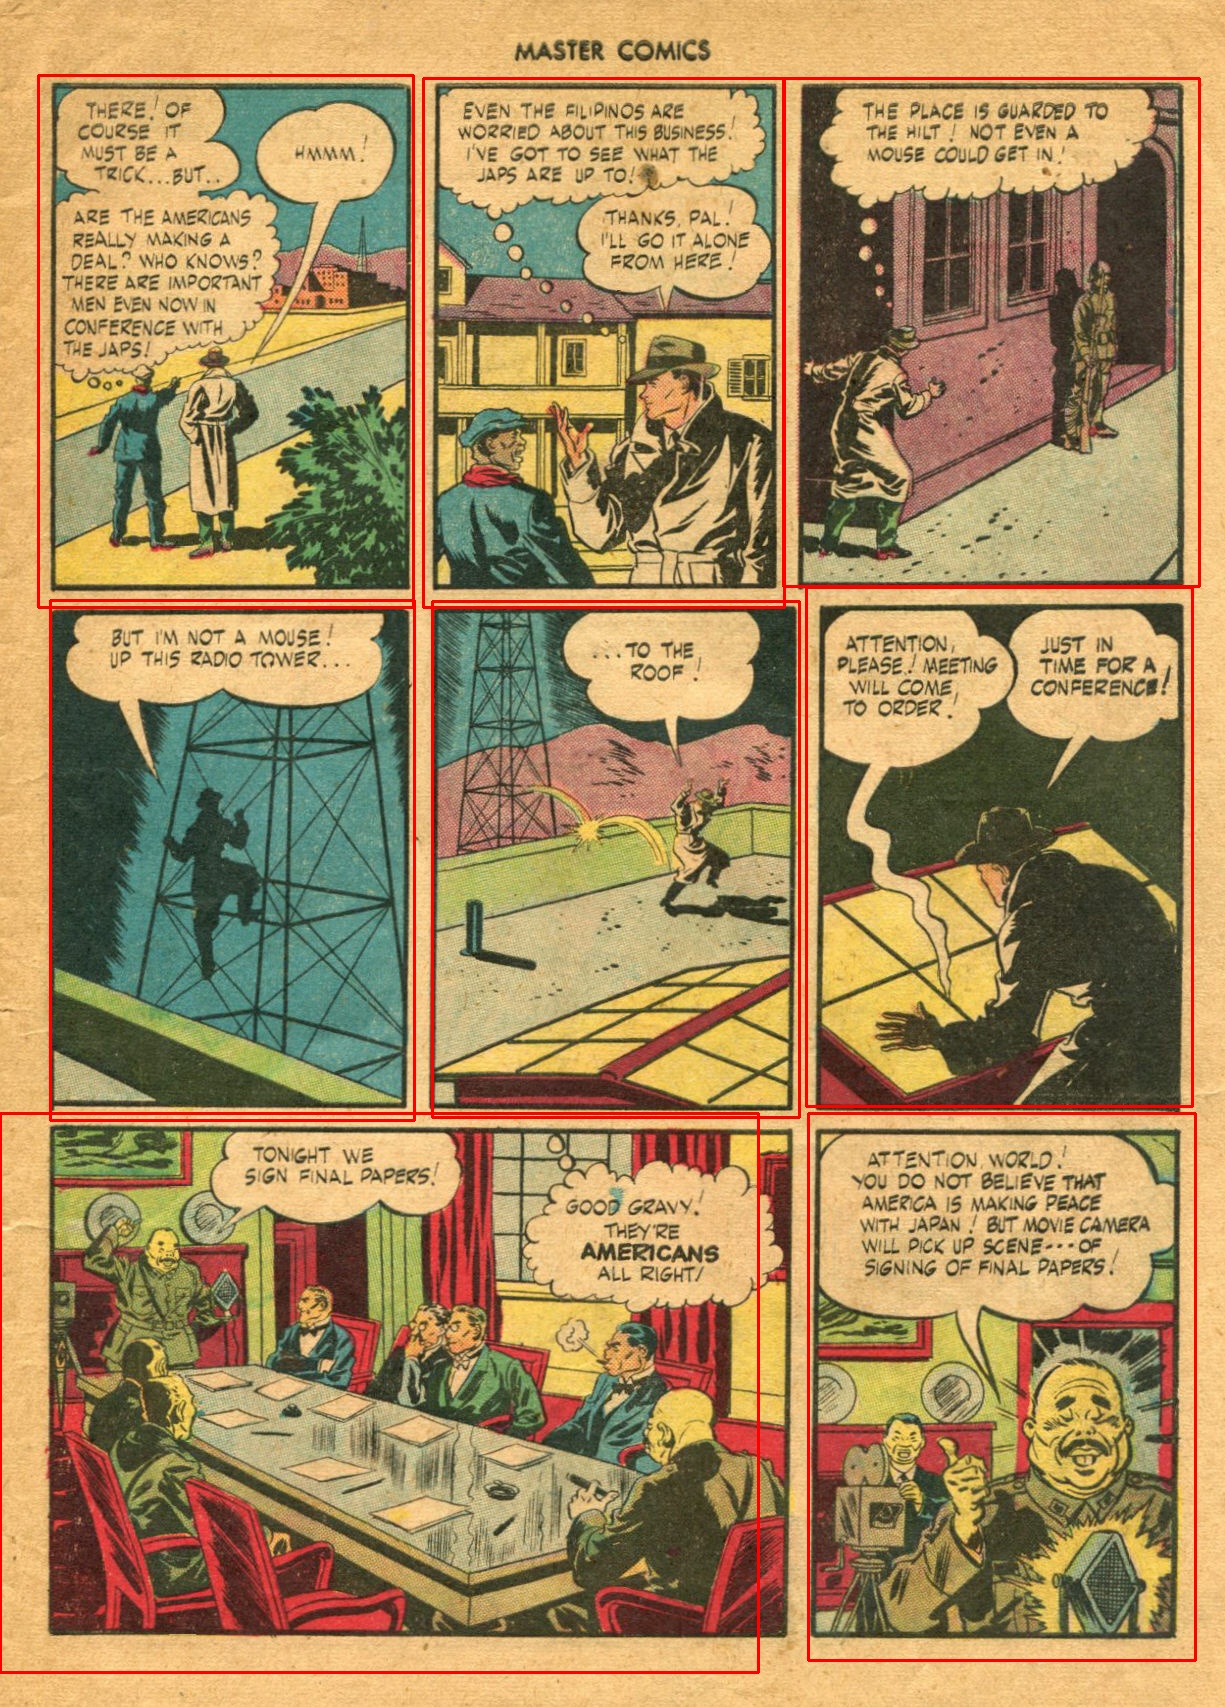 MASTER COMICS
THERE! OF
COURSE IT
MUST BE A
TRICK...BUT..
HMMM!
ARE THE AMERICANS
REALLY MAKING A
DEAL? WHO KNOWS?
THERE ARE IMPORTANT
MEN EVEN NOW IN
CONFERENCE WITH
THE JAPS!
EVEN THE FILIPINOS ARE
WORRIED ABOUT THIS BUSINESS!
I'VE GOT TO SEE WHAT THE
JAPS ARE UP TO!
THANKS, PAL!
I'LL GO IT ALONE
FROM HERE!
THE PLACE IS GUARDED TO
THE HILT! NOT EVEN A
MOUSE COULD GET IN!
BUT I'M NOT A MOUSE!
UP THIS RADIO TOWER...
...TO THE
ROOF!
ATTENTION,
PLEASE! MEETING
WILL COME,
TO ORDER!
JUST IN
TIME FOR A
CONFERENCE!
TONIGHT WE
SIGN FINAL PAPERS!
GOOD GRAVY!
THEY'RE
AMERICANS
ALL RIGHT!
ATTENTION, WORLD!
YOU DO NOT BELIEVE THAT
AMERICA IS MAKING PEACE
WITH JAPAN! BUT MOVIE CAMERA
WILL PICK UP SCENE---OF
SIGNING OF FINAL PAPERS!